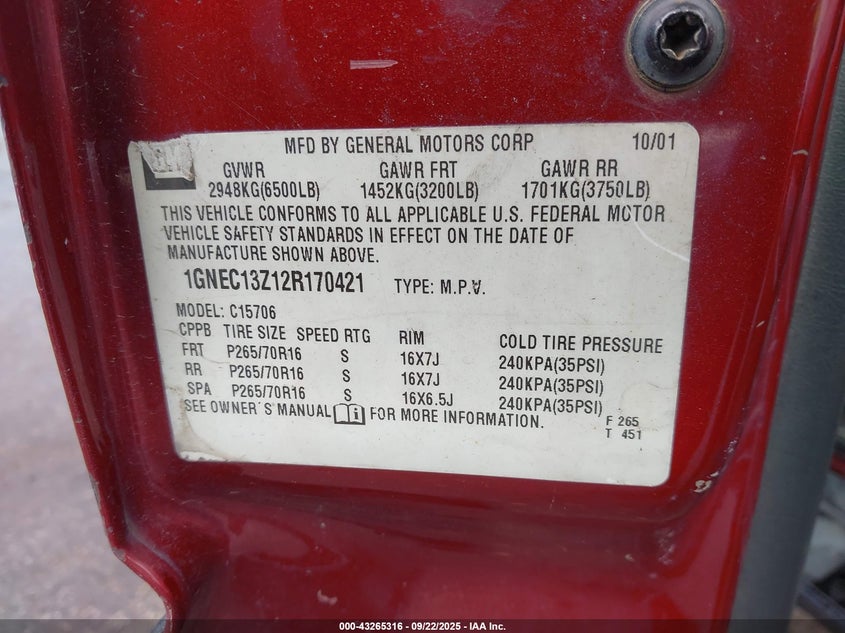 MFD BY GENERAL MOTORS CORP 10/01
GVWR GAWR FRT GAWR RR
2948KG(6500LB) 1452KG(3200LB) 1701KG(3750LB)
THIS VEHICLE CONFORMS TO ALL APPLICABLE U.S. FEDERAL MOTOR
VEHICLE SAFETY STANDARDS IN EFFECT ON THE DATE OF
MANUFACTURE SHOWN ABOVE.
1GNEC13Z12R170421 TYPE: M.P.V.
MODEL: C15706
CPPB TIRE SIZE SPEED RTG RIM COLD TIRE PRESSURE
FRT P265/70R16 S 16X7J 240KPA(35PSI)
RR P265/70R16 S 16X7J 240KPA(35PSI)
SPA P265/70R16 S 16X6.5J 240KPA(35PSI)
SEE OWNER'S MANUAL FOR MORE INFORMATION.
F 265
T 451
000-43265316 - 09/22/2025 - IAA Inc.